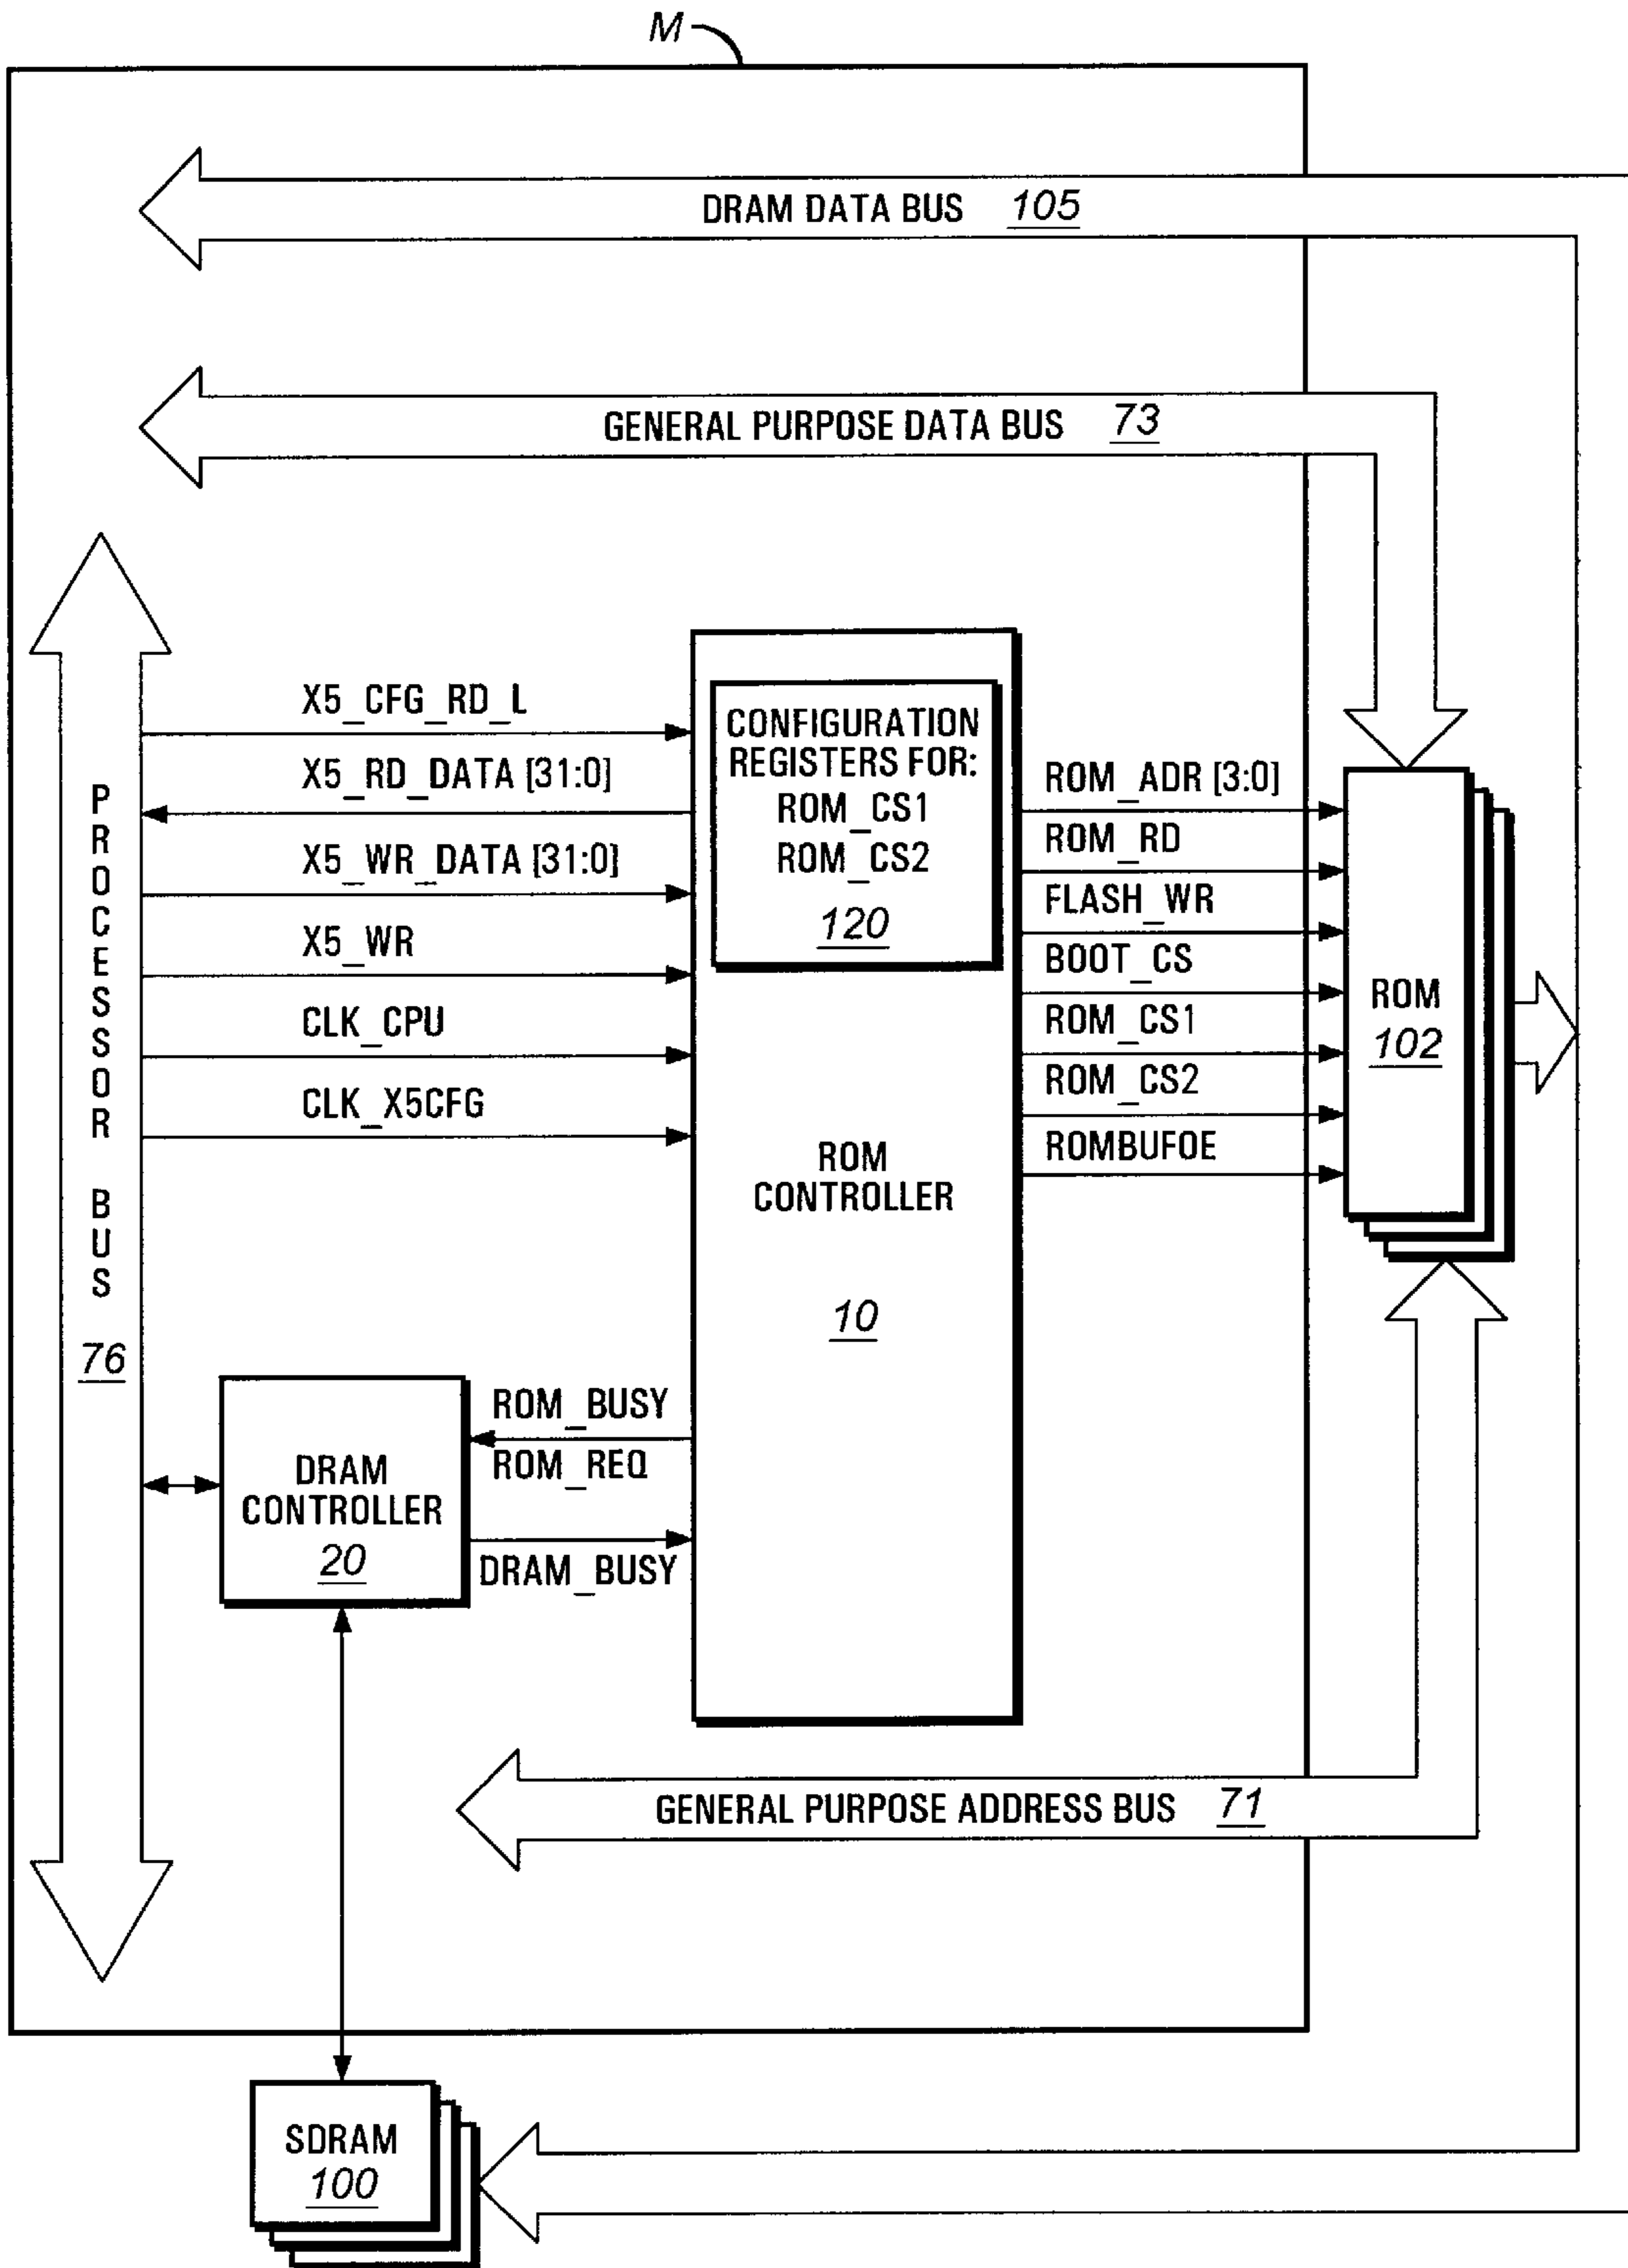 M
DRAM DATA BUS 105
GENERAL PURPOSE DATA BUS 73
PROCESSOR BUS
76
X5_CFG_RD_L
X5_RD_DATA [31:0]
X5_WR_DATA [31:0]
X5_WR
CLK_CPU
CLK_X5CFG
CONFIGURATION
REGISTERS FOR:
ROM_CS1
ROM_CS2
120
ROM
CONTROLLER
10
ROM_ADR [3:0]
ROM_RD
FLASH_WR
BOOT_CS
ROM_CS1
ROM_CS2
ROMBUFOE
ROM
102
ROM_BUSY
ROM_REQ
DRAM_BUSY
DRAM
CONTROLLER
20
GENERAL PURPOSE ADDRESS BUS 71
SDRAM
100